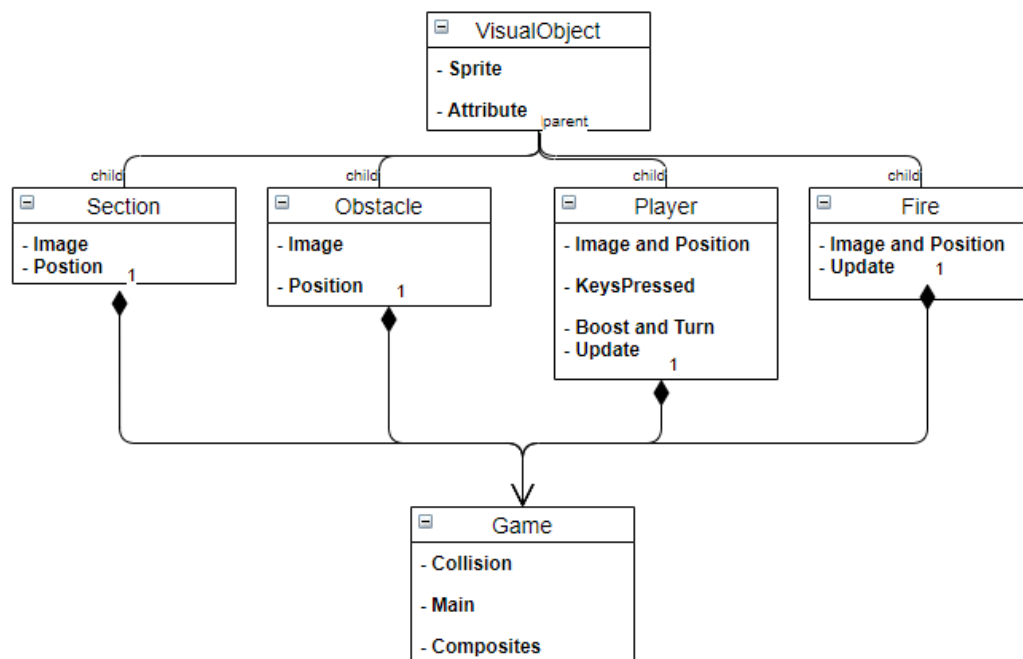 VisualObject
- Sprite
- Attribute
parent
child
child
child
child
Section
- Image
- Postion
1
Obstacle
- Image
- Position
1
Player
- Image and Position
- KeysPressed
- Boost and Turn
- Update
1
Fire
- Image and Position
- Update
1
Game
- Collision
- Main
- Composites